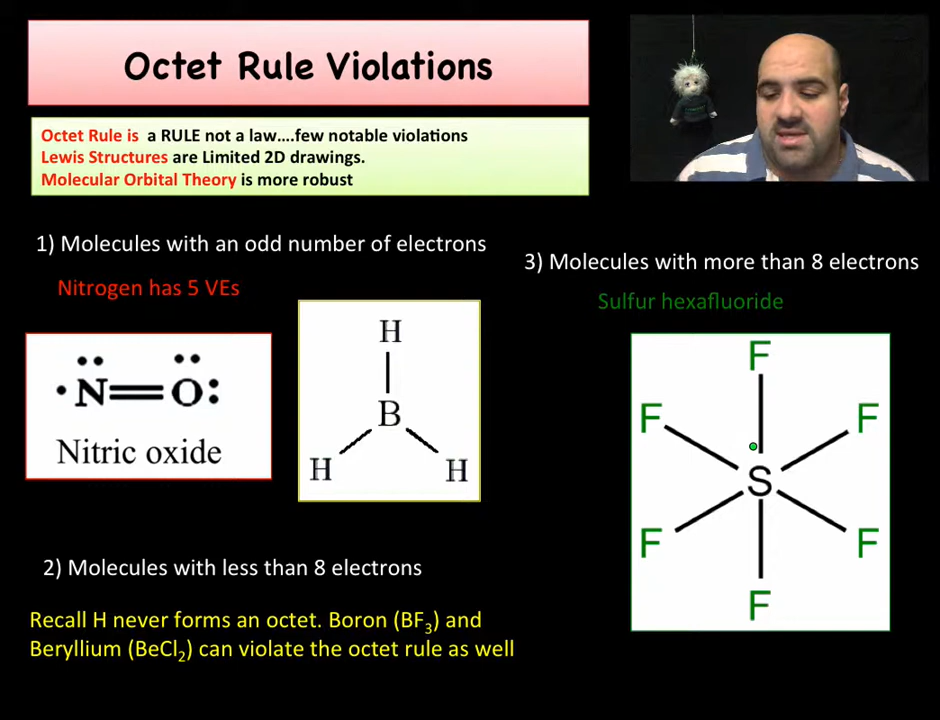 Octet Rule Violations
Octet Rule is a RULE not a law....few notable violations
Lewis Structures are Limited 2D drawings.
Molecular Orbital Theory is more robust
1) Molecules with an odd number of electrons
Nitrogen has 5 VEs
N=O
Nitric oxide
H
B
H H
2) Molecules with less than 8 electrons
Recall H never forms an octet. Boron (BF₃) and
Beryllium (BeCl₂) can violate the octet rule as well
3) Molecules with more than 8 electrons
Sulfur hexafluoride
F
F F
S
F F
F